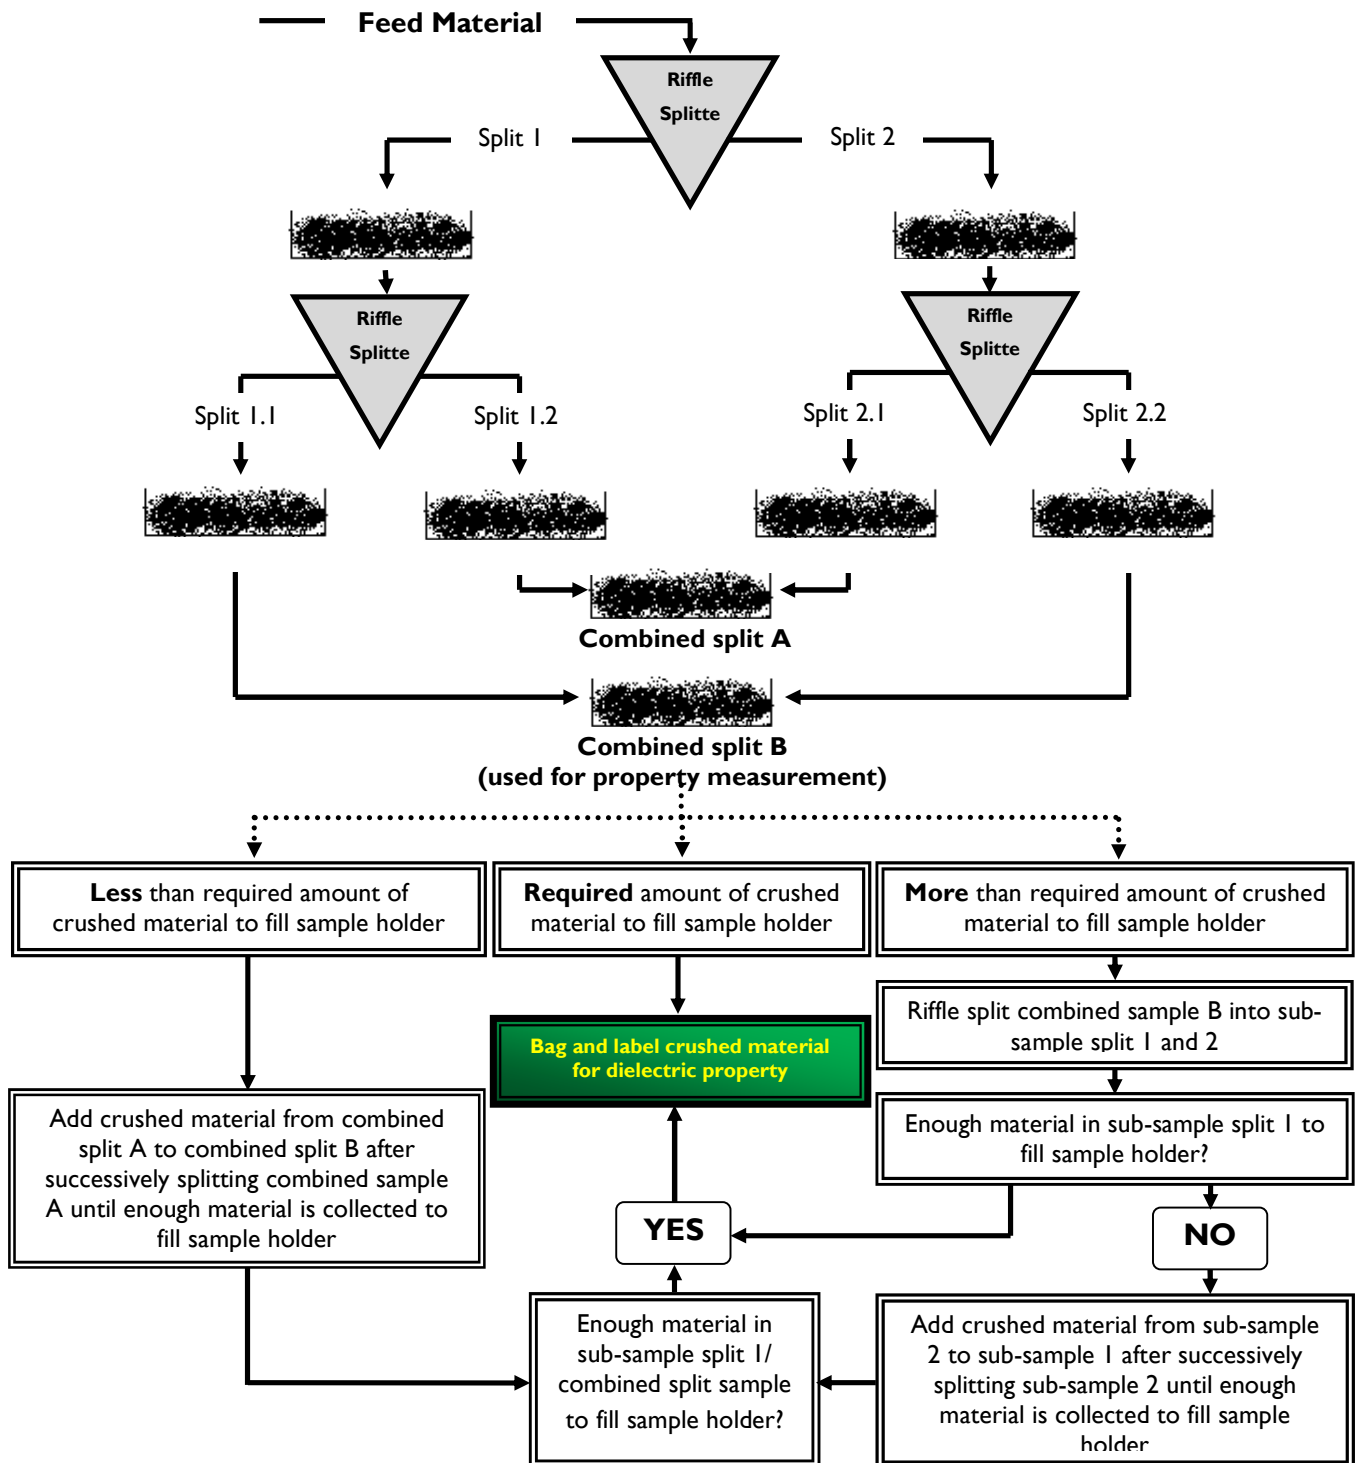 Feed Material
Riffle
Splitte
Split 1
Split 2
Riffle
Splitte
Riffle
Splitte
Split 1.1
Split 1.2
Split 2.1
Split 2.2
Combined split A
Combined split B
(used for property measurement)
Less than required amount of
crushed material to fill sample holder
Required amount of crushed
material to fill sample holder
More than required amount of crushed
material to fill sample holder
Bag and label crushed material
for dielectric property
Riffle split combined sample B into sub-
sample split 1 and 2
Add crushed material from combined
split A to combined split B after
successively splitting combined sample
A until enough material is collected to
fill sample holder
Enough material in sub-sample split 1 to
fill sample holder?
YES
NO
Enough material in
sub-sample split 1/
combined split sample
to fill sample holder?
Add crushed material from sub-sample
2 to sub-sample 1 after successively
splitting sub-sample 2 until enough
material is collected to fill sample
holder